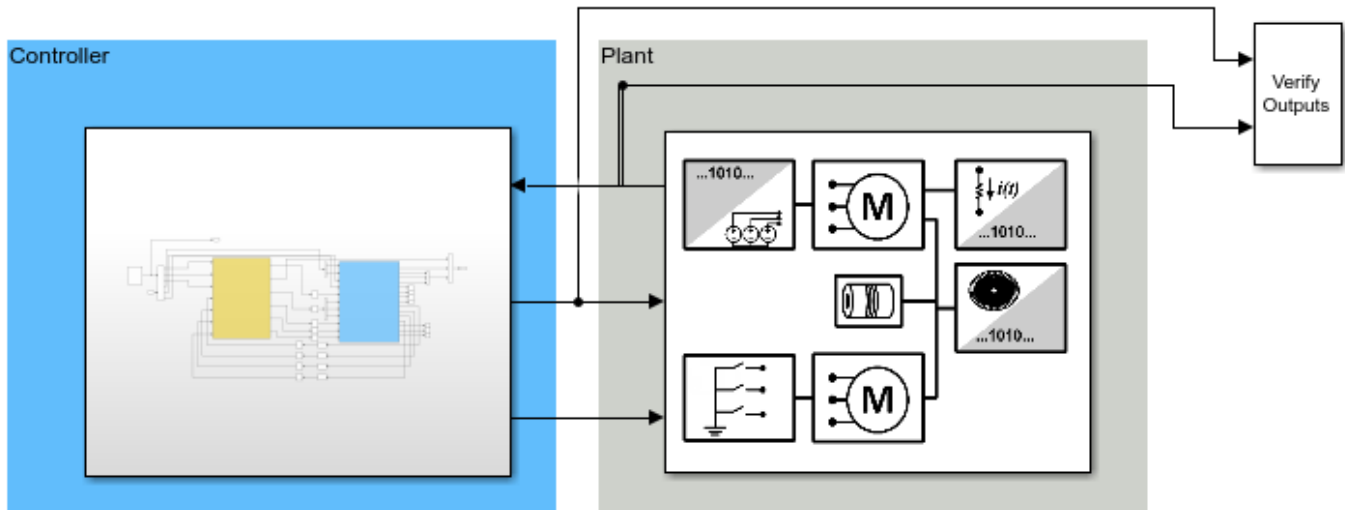 Controller
Plant
Verify
Outputs
...1010...
M
i(t)
...1010...
...1010...
M